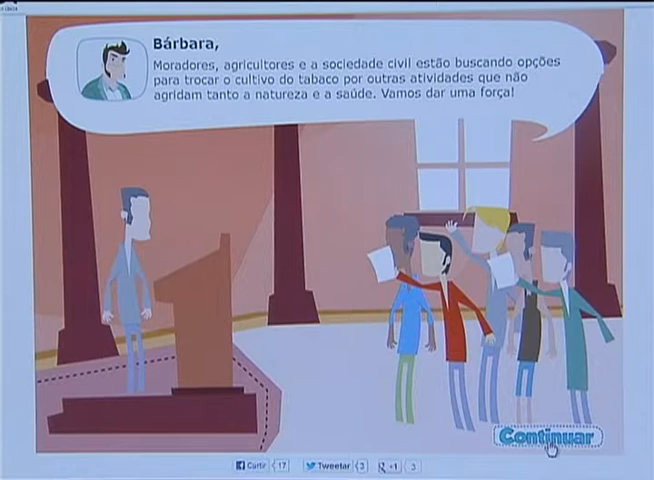 Bárbara,
Moradores, agricultores e a sociedade civil estão buscando opções
para trocar o cultivo do tabaco por outras atividades que não
agridam tanto a natureza e a saúde. Vamos dar uma força!
Continuar
Curtir 17 Tweetar 3 +1 3